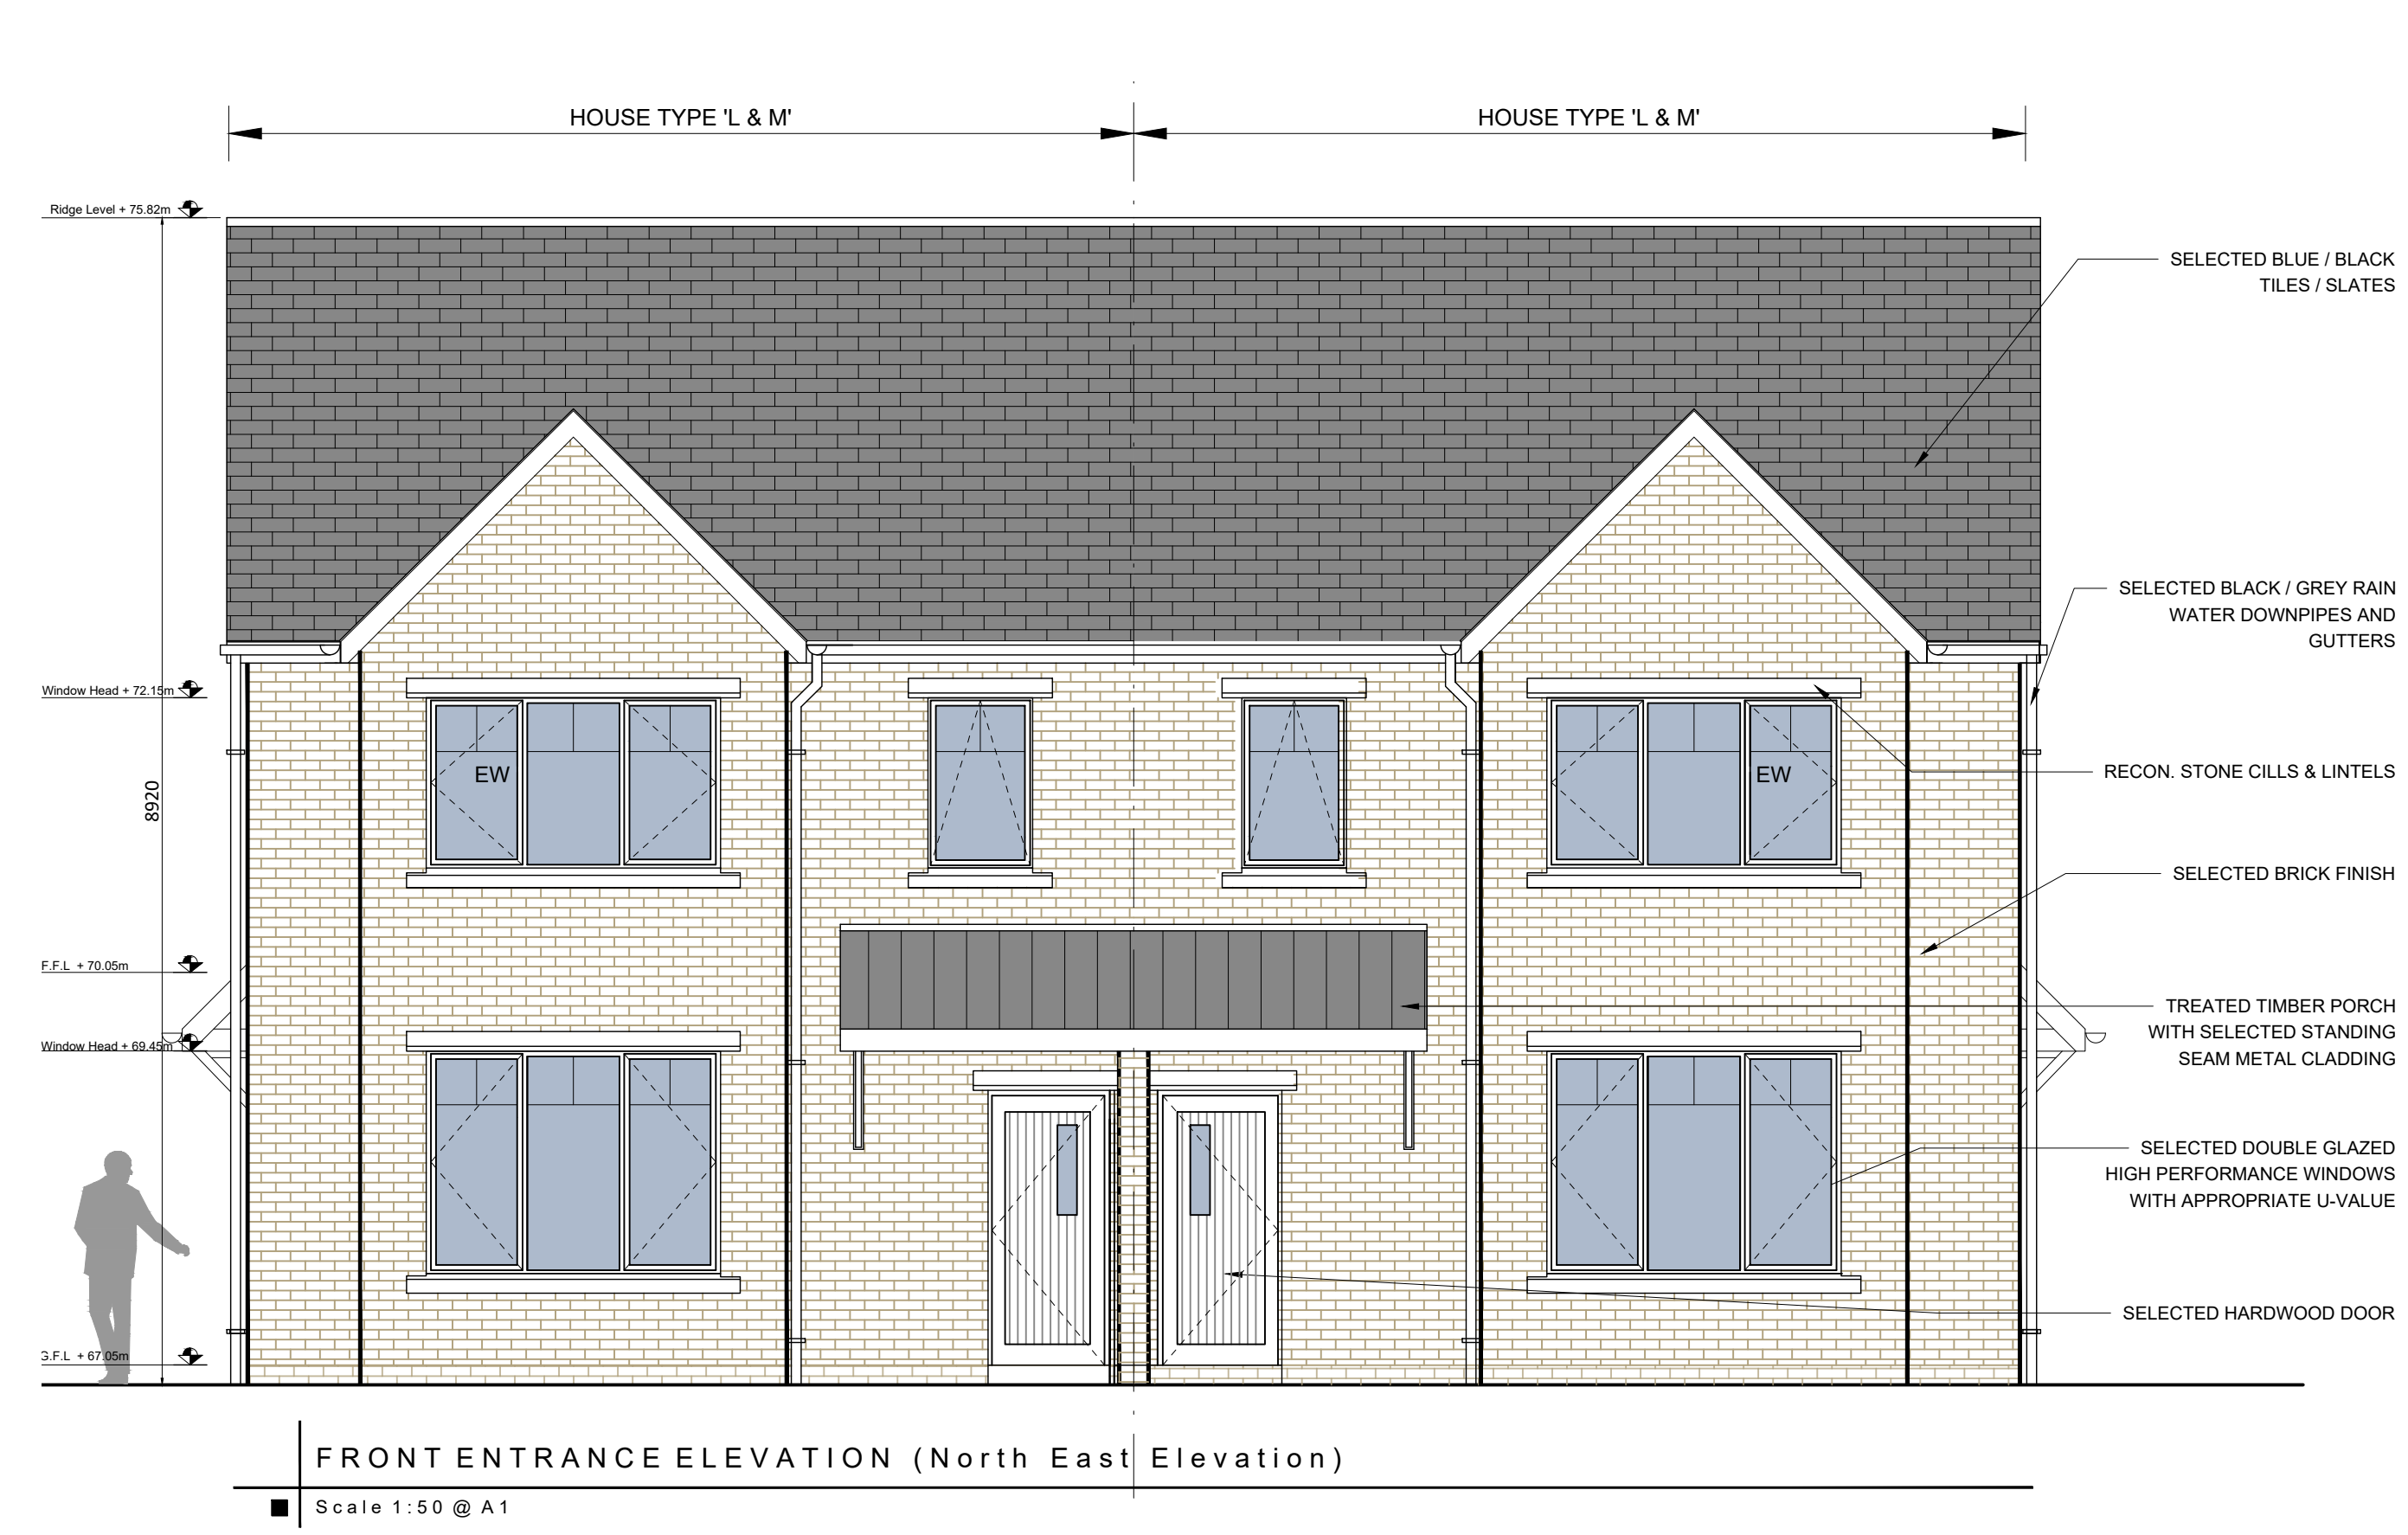 HOUSE TYPE 'L & M'
HOUSE TYPE 'L & M'
Ridge Level + 75.82m
SELECTED BLUE / BLACK
TILES / SLATES
SELECTED BLACK / GREY RAIN
WATER DOWNPIPES AND
GUTTERS
Window Head + 72.15m
EW
EW
RECON. STONE CILLS & LINTELS
8920
SELECTED BRICK FINISH
F.F.L + 70.05m
TREATED TIMBER PORCH
WITH SELECTED STANDING
SEAM METAL CLADDING
Window Head + 69.45m
SELECTED DOUBLE GLAZED
HIGH PERFORMANCE WINDOWS
WITH APPROPRIATE U-VALUE
SELECTED HARDWOOD DOOR
G.F.L + 67.05m
FRONT ENTRANCE ELEVATION (North East Elevation)
Scale 1:50 @ A1